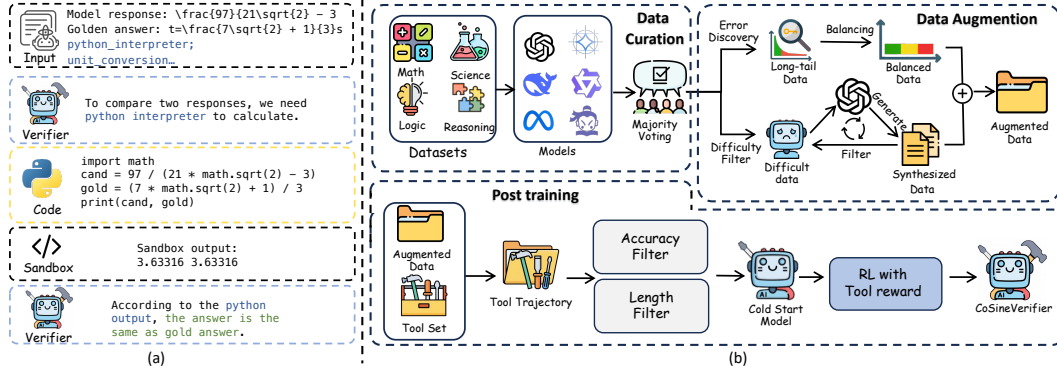 Model response: \frac{97}{21\sqrt{2} − 3
Golden answer: t=\frac{7\sqrt{2} + 1}{3}s
python_interpreter;
unit_conversion…
Input
To compare two responses, we need
python interpreter to calculate.
Verifier
import math
cand = 97 / (21 * math.sqrt(2) - 3)
gold = (7 * math.sqrt(2) + 1) / 3
print(cand, gold)
Code
Sandbox output:
3.63316 3.63316
Sandbox
According to the python
output, the answer is the
same as gold answer.
Verifier
(a)
Data
Curation
Math
Science
Logic
Reasoning
Datasets
Models
Majority
Voting
Data Augmention
Error
Discovery
Long-tail
Data
Balancing
Balanced
Data
Difficulty
Filter
Difficult
data
Generate
Filter
Synthesized
Data
Augmented
Data
Post training
Augmented
Data
Tool Set
Tool Trajectory
Accuracy
Filter
Length
Filter
AI
Cold Start
Model
RL with
Tool reward
AI
CoSineVerifier
(b)